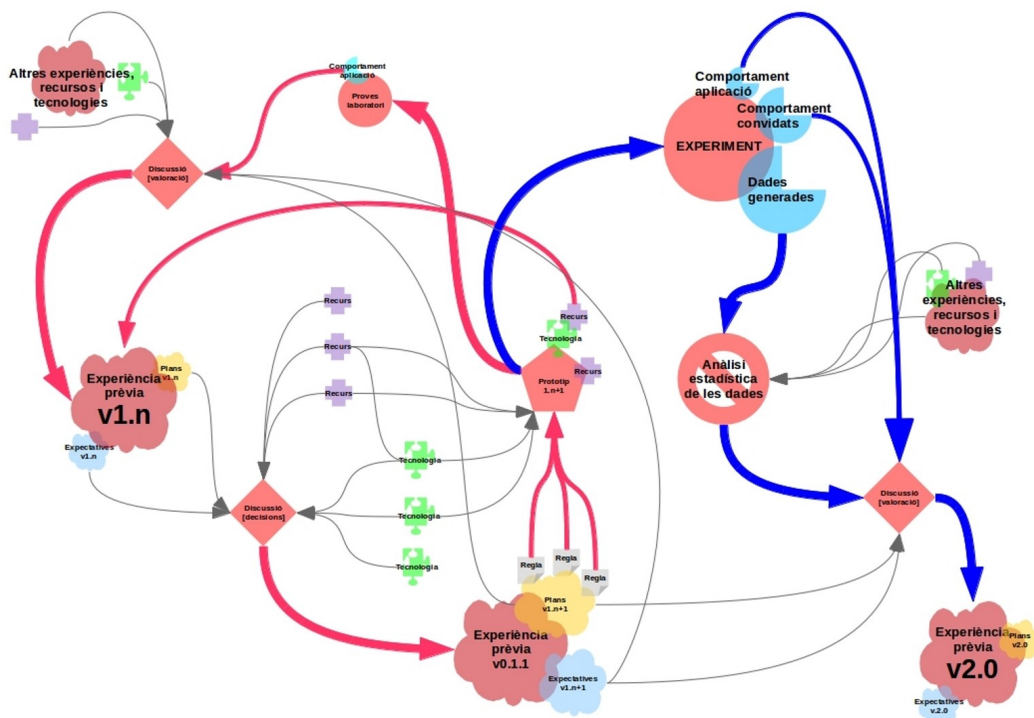 Altres experiències,
recursos i
tecnologies
Comportament
aplicació
Proves
laboratori
Discussió
[valoració]
Comportament
aplicació
Comportament
convidats
EXPERIMENT
Dades
generades
Altres
experiències,
recursos i
tecnologies
Recurs
Recurs
Recurs
Recurs
Tecnologia
Recurs
Prototip
1.n+1
Anàlisi
estadística
de les dades
Experiència
prèvia
v1.n
Plans
v1.n
Expectatives
v1.n
Tecnologia
Tecnologia
Tecnologia
Discussió
[decisions]
Discussió
[valoració]
Regla
Regla
Regla
Plans
v1.n+1
Experiència
prèvia
v0.1.1
Expectatives
v1.n+1
Experiència
prèvia
v2.0
Plans
v2.0
Expectatives
v.2.0